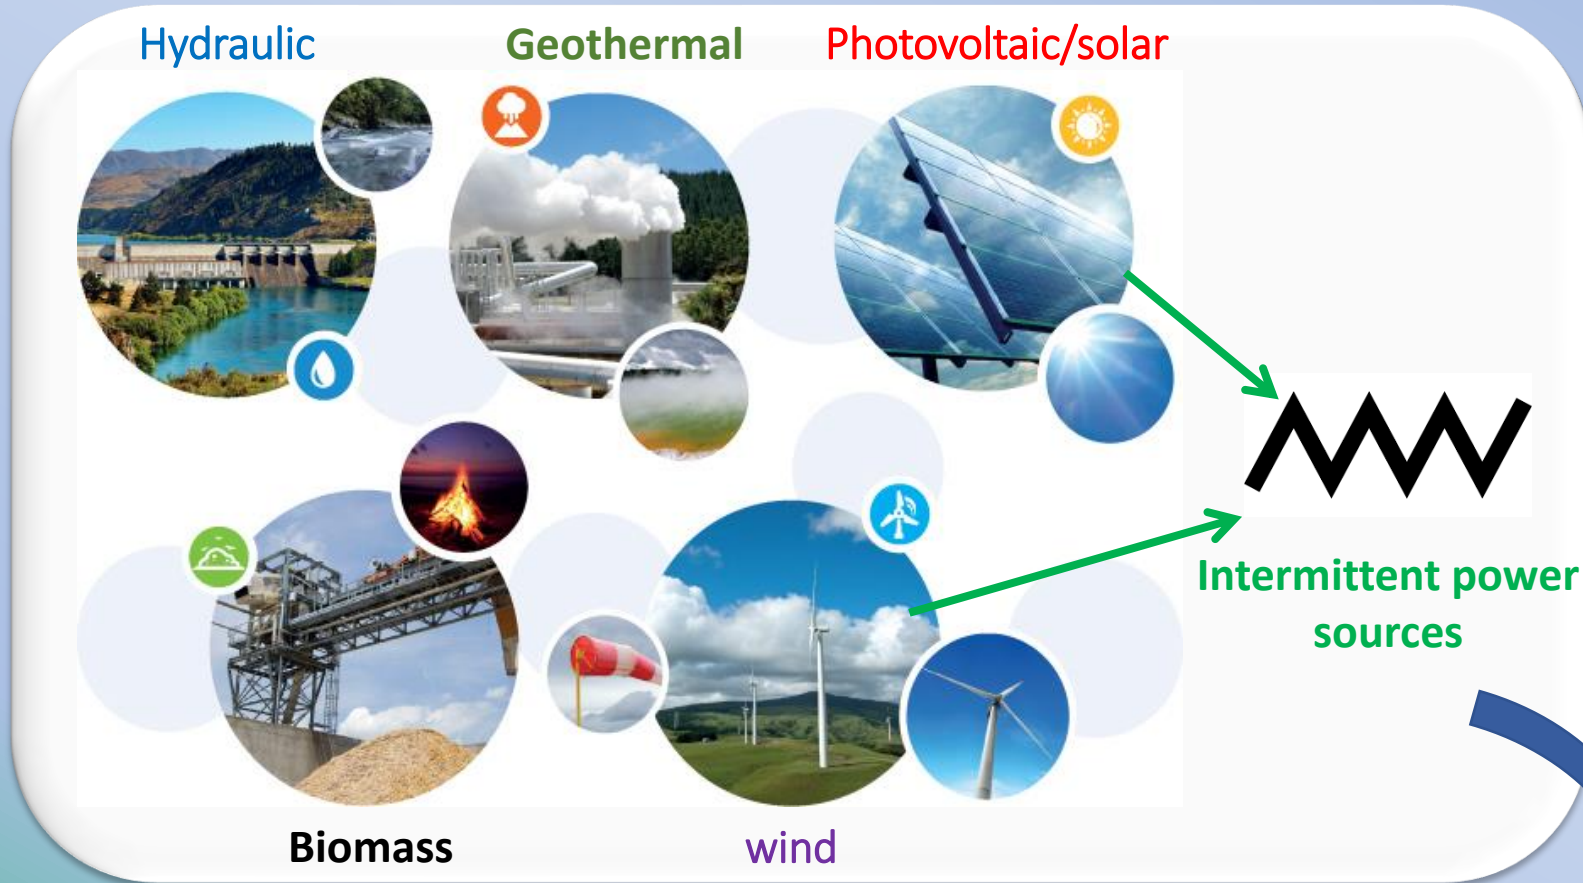 Hydraulic
Geothermal
Photovoltaic/solar
Intermittent power
sources
Biomass
wind